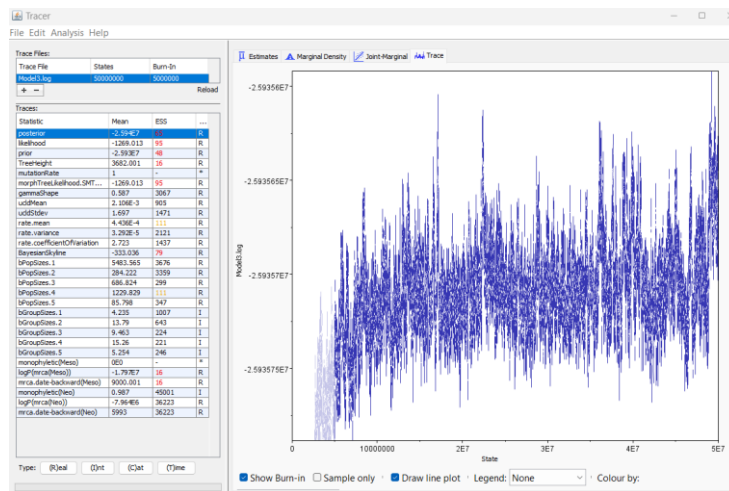 Tracer
File Edit Analysis Help
Trace Files:
Trace File States Burn-In
Model3.log 50000000 5000000
+ − Reload
Traces:
Statistic Mean ESS ...
posterior -2.594E7 R
likelihood -1269.013 95 R
prior -2.593E7 48 R
TreeHeight 3682.001 16 R
mutationRate 1 - *
morphTreeLikelihood.SMT... -1269.013 95 R
gammaShape 0.587 3067 R
ucldMean 2.106E-3 905 R
ucldStdev 1.697 1471 R
rate.mean 4.436E-4 111 R
rate.variance 3.292E-5 2121 R
rate.coefficientOfVariation 2.723 1437 R
BayesianSkyline -333.036 79 R
bPopSizes.1 5483.565 3676 R
bPopSizes.2 284.222 3359 R
bPopSizes.3 686.824 299 R
bPopSizes.4 1229.829 111 R
bPopSizes.5 85.798 347 R
bGroupSizes.1 4.235 1007 I
bGroupSizes.2 13.79 643 I
bGroupSizes.3 9.463 224 I
bGroupSizes.4 15.26 221 I
bGroupSizes.5 5.254 246 I
monophyletic(Meso) 0E0 - *
logP(mrca(Meso)) -1.797E7 16 R
mrca.date-backward(Meso) 9000.001 16 R
monophyletic(Neo) 0.987 45001 I
logP(mrca(Neo)) -7.964E6 36223 R
mrca.date-backward(Neo) 5993 36223 R
Type: (R)eal (I)nt (C)at (T)ime
Estimates Marginal Density Joint-Marginal Trace
-2.59356E7
-2.593565E7
-2.59357E7
-2.593575E7
Model3.log
0 10000000 2E7 3E7 4E7 5E7
State
Show Burn-in Sample only Draw line plot Legend: None Colour by: